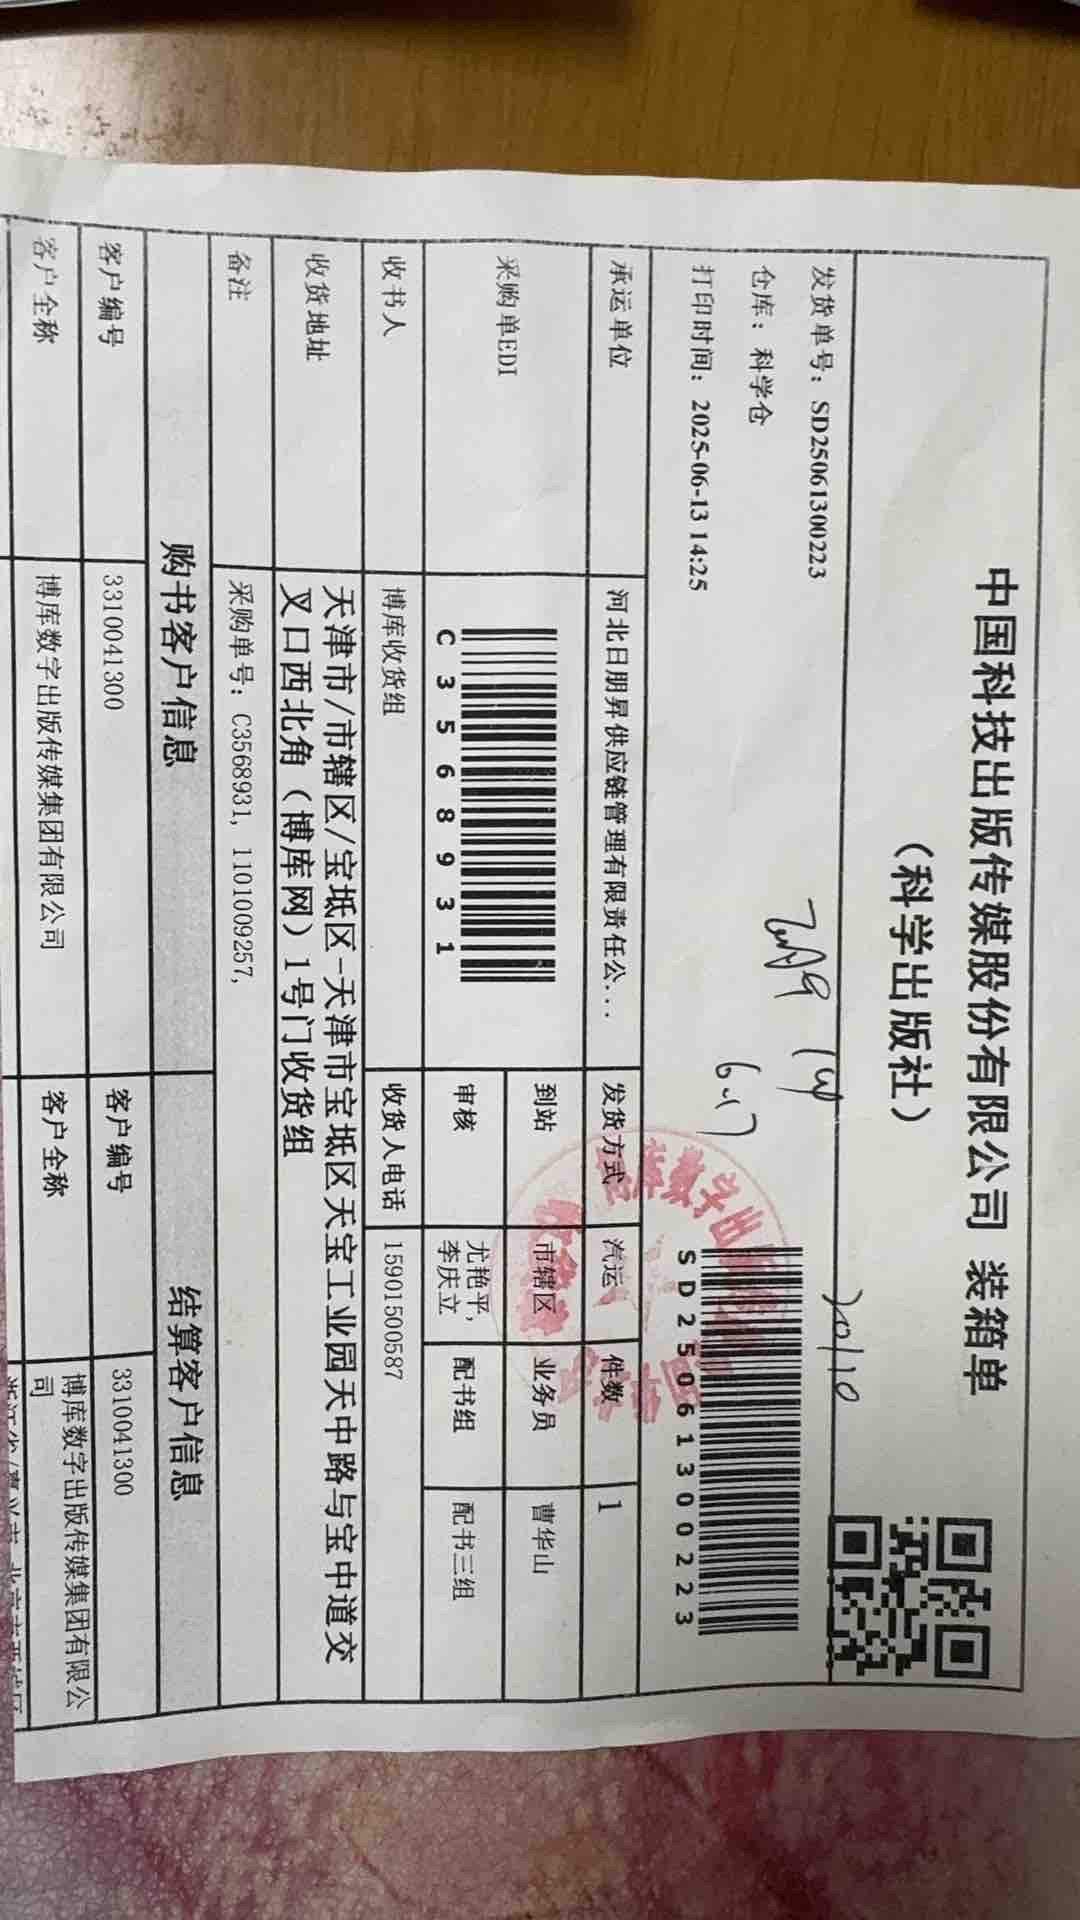 中国科技出版传媒股份有限公司 装箱单
（科学出版社）
20/10
发货单号：SD2506130223
仓库：科学仓
打印时间：2025-06-13 14:25
6.17
SD2506130223
承运单位 河北日朋昇供应链管理有限责任公... 发货方式 汽运 件数 1
采购单EDI C3568931 到站 市辖区 业务员 曹华山
审核 尤艳平, 李庆立 配书组 配书三组
收书人 博库收货组 收货人电话 15901500587
收货地址 天津市/市辖区/宝坻区-天津市宝坻区天宝工业园天中路与宝中道交
叉口西北角（博库网）1号门收货组
备注 采购单号：C3568931, 1101009257,
购书客户信息 结算客户信息
客户编号 3310041300 客户编号 3310041300
客户全称 博库数字出版传媒集团有限公司 客户全称 博库数字出版传媒集团有限公
司